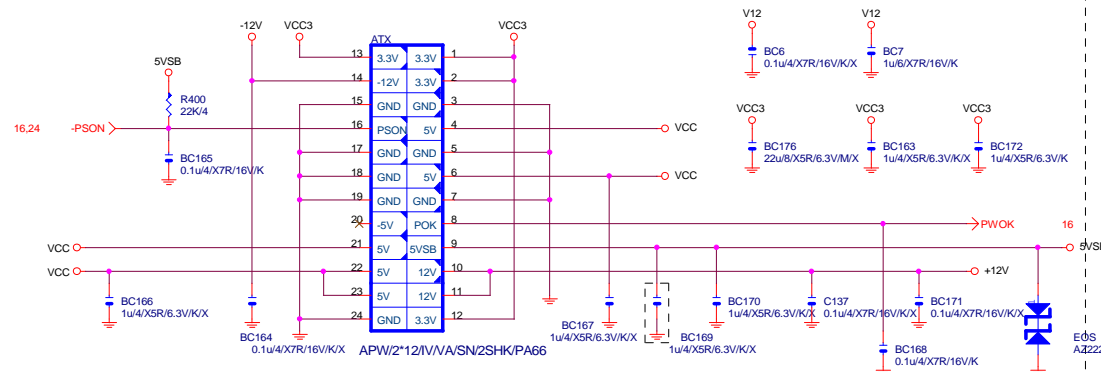 -12V VCC3 VCC3 V12 V12
ATX
5VSB
R400
22K/4
16,24 -PSON
BC165
0.1u/4/X7R/16V/K
13 3.3V 3.3V 1
14 -12V 3.3V 2
15 GND GND 3
16 PSON 5V 4 VCC
17 GND GND 5
18 GND 5V 6 VCC
19 GND GND 7
20 -5V POK 8 PWOK 16
VCC 21 5V 5VSB 9
VCC 22 5V 12V 10 +12V
23 5V 12V 11
24 GND 3.3V 12
APW/2*12/IV/VA/SN/2SHK/PA66
BC6
0.1u/4/X7R/16V/K/X
BC7
1u/6/X7R/16V/K
VCC3 VCC3 VCC3
BC176
22u/8/X5R/6.3V/M/X
BC163
1u/4/X5R/6.3V/K/X
BC172
1u/4/X5R/6.3V/K
BC166
1u/4/X5R/6.3V/K/X
BC164
0.1u/4/X7R/16V/K/X
BC167
1u/4/X5R/6.3V/K/X
BC169
1u/4/X5R/6.3V/K/X
BC170
1u/4/X5R/6.3V/K/X
C137
0.1u/4/X7R/16V/K/X
BC171
0.1u/4/X7R/16V/K/X
BC168
0.1u/4/X7R/16V/K
EOS